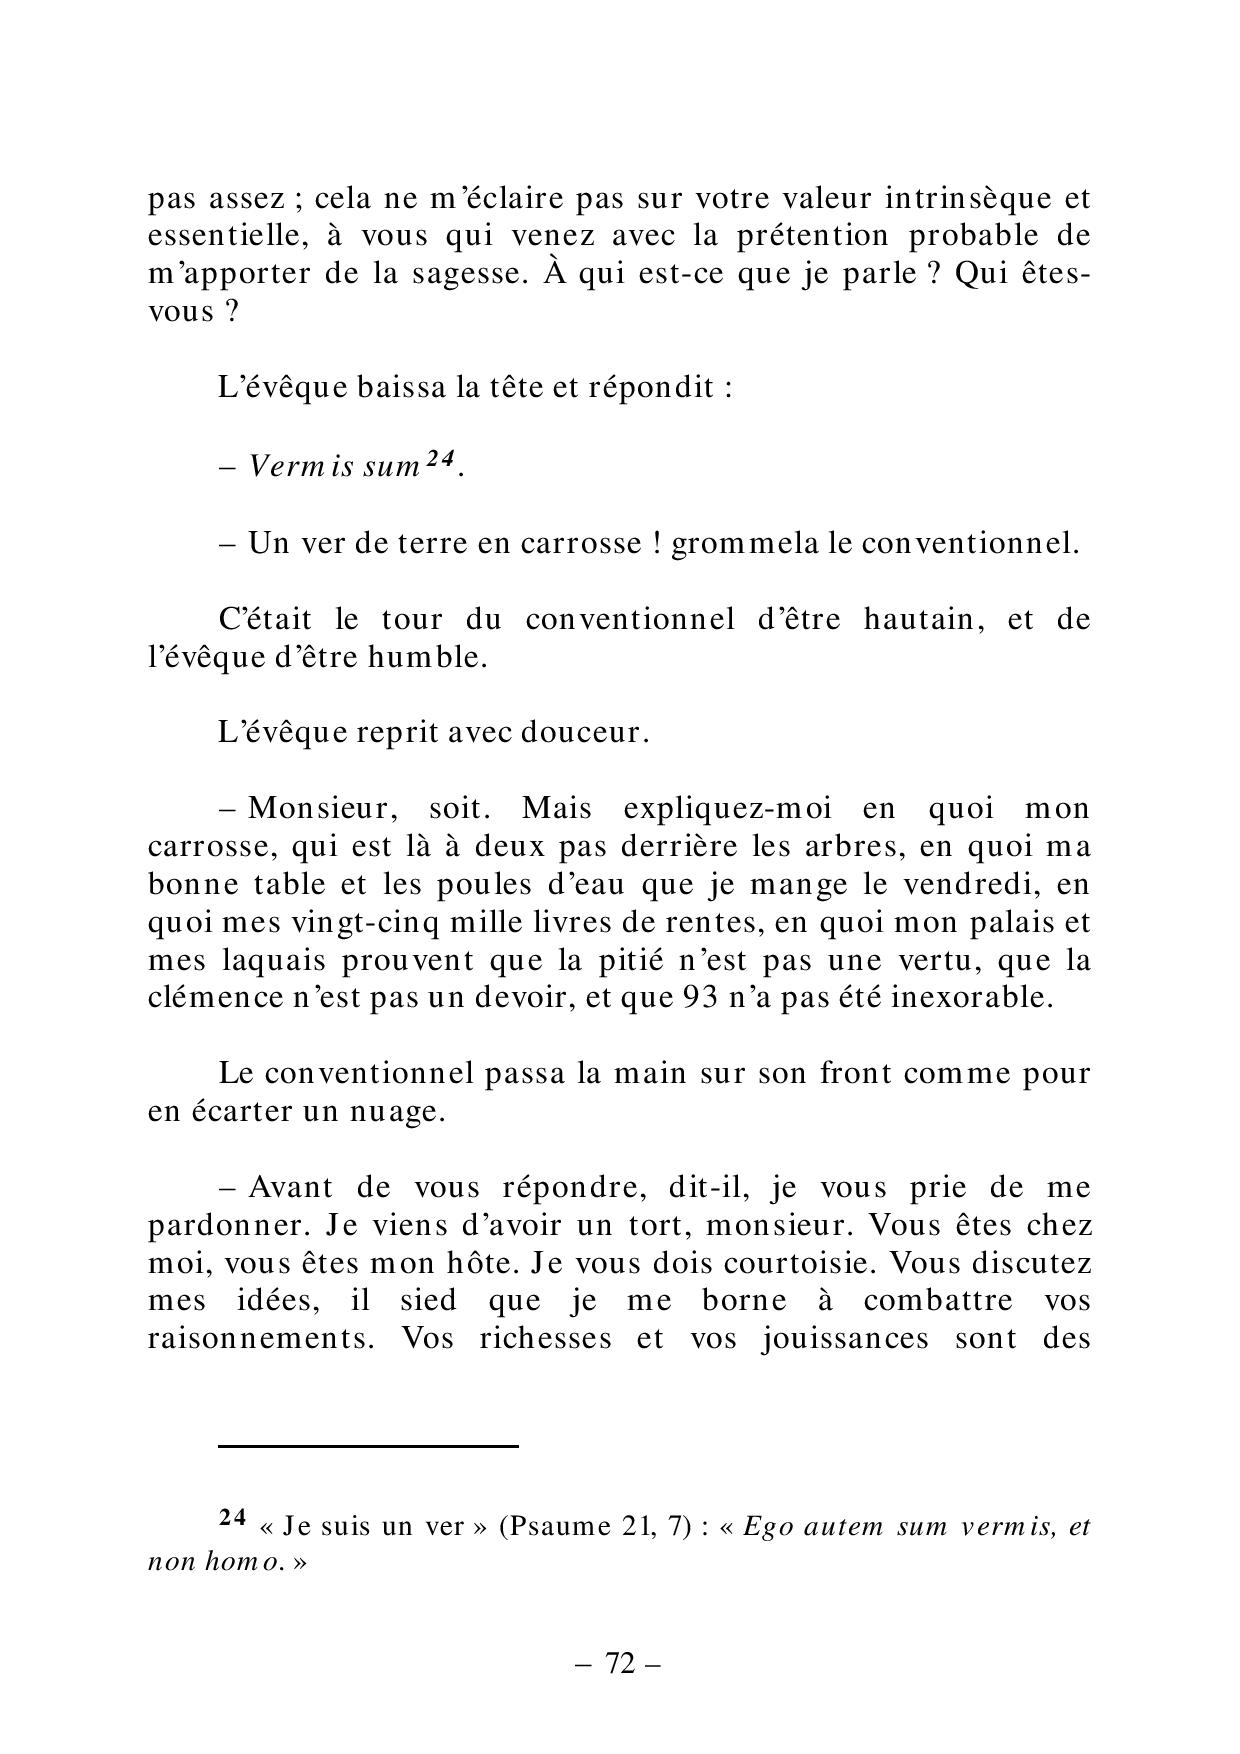 pas assez ; cela ne m’éclaire pas sur votre valeur intrinsèque et
essentielle, à vous qui venez avec la prétention probable de
m’apporter de la sagesse. À qui est-ce que je parle ? Qui êtes-
vous ?
L’évêque baissa la tête et répondit :
– Vermis sum24.
– Un ver de terre en carrosse ! grommela le conventionnel.
C’était le tour du conventionnel d’être hautain, et de
l’évêque d’être humble.
L’évêque reprit avec douceur.
– Monsieur, soit. Mais expliquez-moi en quoi mon
carrosse, qui est là à deux pas derrière les arbres, en quoi ma
bonne table et les poules d’eau que je mange le vendredi, en
quoi mes vingt-cinq mille livres de rentes, en quoi mon palais et
mes laquais prouvent que la pitié n’est pas une vertu, que la
clémence n’est pas un devoir, et que 93 n’a pas été inexorable.
Le conventionnel passa la main sur son front comme pour
en écarter un nuage.
– Avant de vous répondre, dit-il, je vous prie de me
pardonner. Je viens d’avoir un tort, monsieur. Vous êtes chez
moi, vous êtes mon hôte. Je vous dois courtoisie. Vous discutez
mes idées, il sied que je me borne à combattre vos
raisonnements. Vos richesses et vos jouissances sont des
24 « Je suis un ver » (Psaume 21, 7) : « Ego autem sum vermis, et
non homo. »
– 72 –